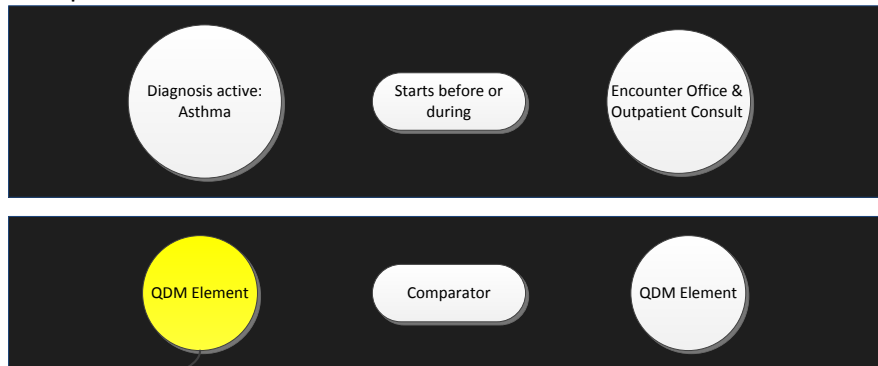 Diagnosis active:
Asthma
Starts before or
during
Encounter Office &
Outpatient Consult
QDM Element
Comparator
QDM Element